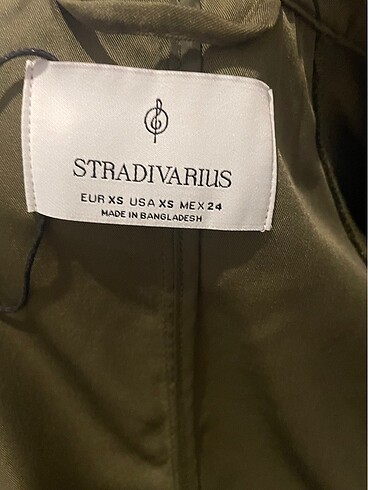 STRADIVARIUS
EUR XS USA XS MEX 24
MADE IN BANGLADESH